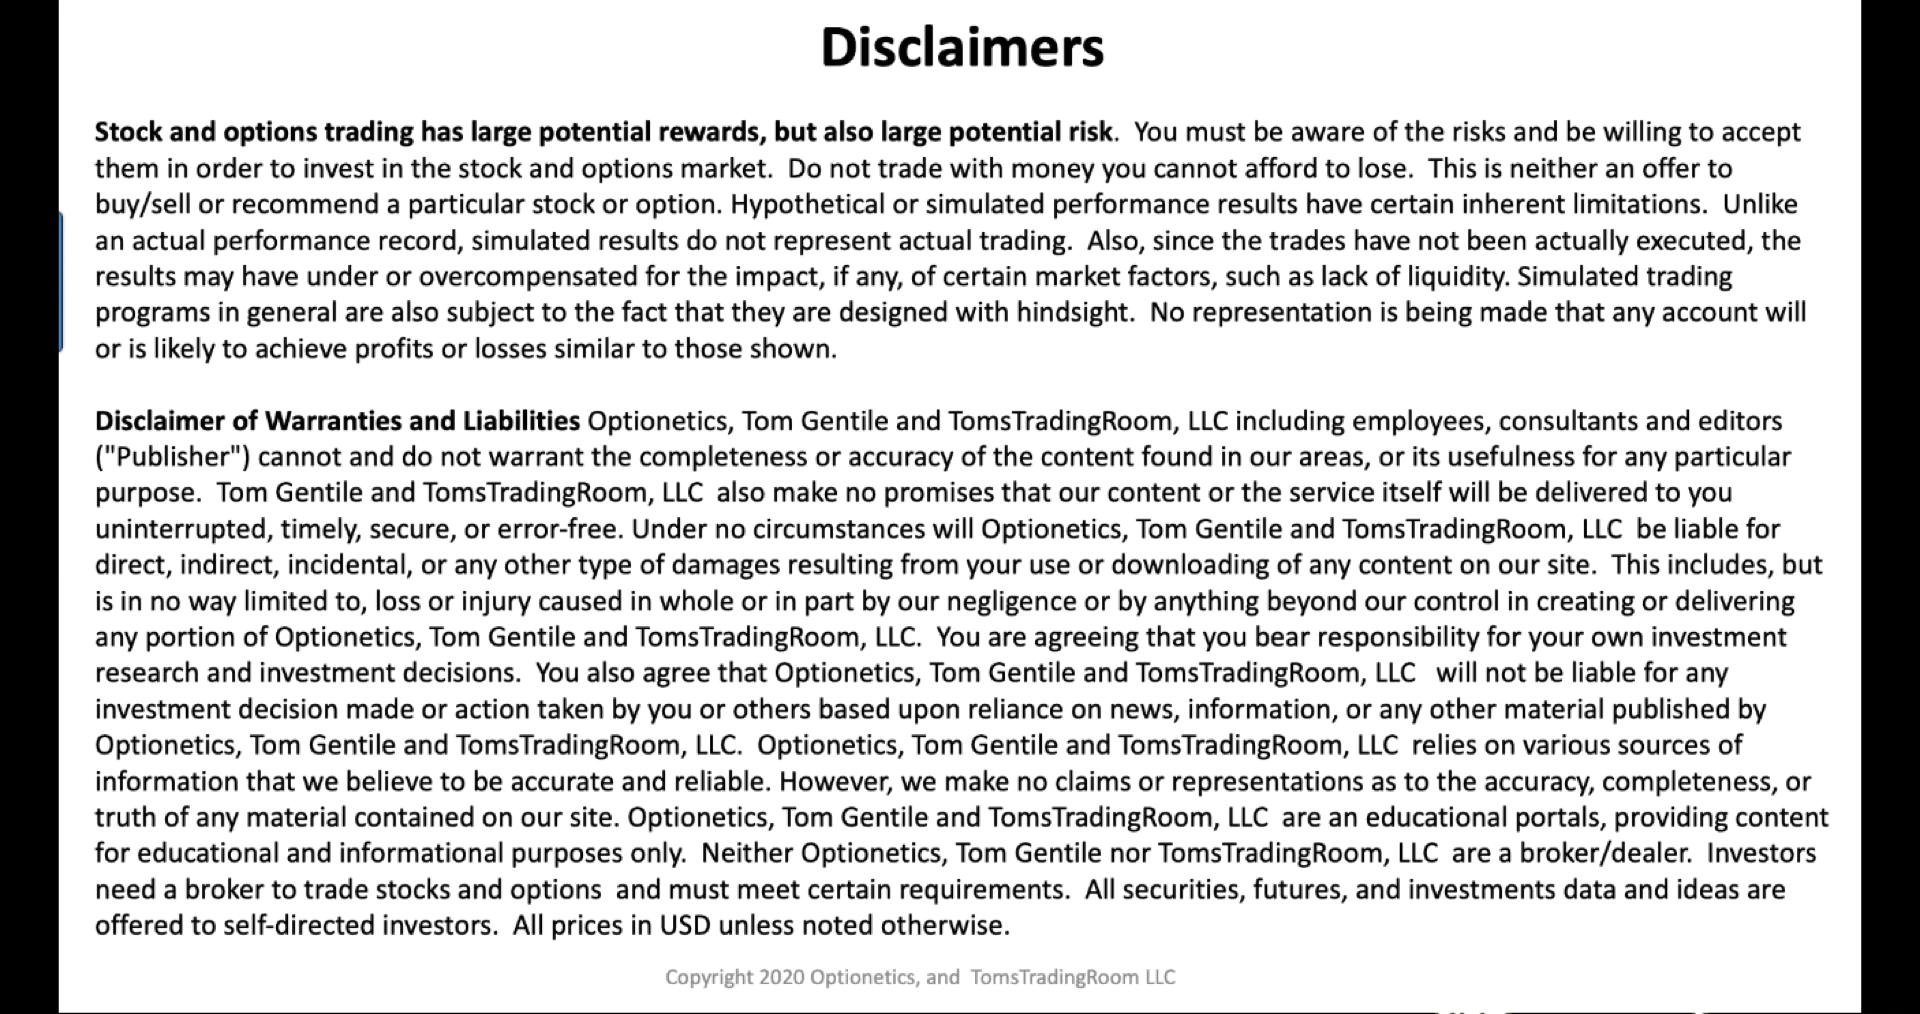 Disclaimers
Stock and options trading has large potential rewards, but also large potential risk.  You must be aware of the risks and be willing to accept
them in order to invest in the stock and options market.  Do not trade with money you cannot afford to lose.  This is neither an offer to
buy/sell or recommend a particular stock or option. Hypothetical or simulated performance results have certain inherent limitations.  Unlike
an actual performance record, simulated results do not represent actual trading.  Also, since the trades have not been actually executed, the
results may have under or overcompensated for the impact, if any, of certain market factors, such as lack of liquidity. Simulated trading
programs in general are also subject to the fact that they are designed with hindsight.  No representation is being made that any account will
or is likely to achieve profits or losses similar to those shown.
Disclaimer of Warranties and Liabilities Optionetics, Tom Gentile and TomsTradingRoom, LLC including employees, consultants and editors
("Publisher") cannot and do not warrant the completeness or accuracy of the content found in our areas, or its usefulness for any particular
purpose.  Tom Gentile and TomsTradingRoom, LLC  also make no promises that our content or the service itself will be delivered to you
uninterrupted, timely, secure, or error-free. Under no circumstances will Optionetics, Tom Gentile and TomsTradingRoom, LLC  be liable for
direct, indirect, incidental, or any other type of damages resulting from your use or downloading of any content on our site.  This includes, but
is in no way limited to, loss or injury caused in whole or in part by our negligence or by anything beyond our control in creating or delivering
any portion of Optionetics, Tom Gentile and TomsTradingRoom, LLC.  You are agreeing that you bear responsibility for your own investment
research and investment decisions.  You also agree that Optionetics, Tom Gentile and TomsTradingRoom, LLC   will not be liable for any
investment decision made or action taken by you or others based upon reliance on news, information, or any other material published by
Optionetics, Tom Gentile and TomsTradingRoom, LLC.  Optionetics, Tom Gentile and TomsTradingRoom, LLC  relies on various sources of
information that we believe to be accurate and reliable. However, we make no claims or representations as to the accuracy, completeness, or
truth of any material contained on our site. Optionetics, Tom Gentile and TomsTradingRoom, LLC  are an educational portals, providing content
for educational and informational purposes only.  Neither Optionetics, Tom Gentile nor TomsTradingRoom, LLC  are a broker/dealer.  Investors
need a broker to trade stocks and options  and must meet certain requirements.  All securities, futures, and investments data and ideas are
offered to self-directed investors.  All prices in USD unless noted otherwise.
Copyright 2020 Optionetics, and  TomsTradingRoom LLC